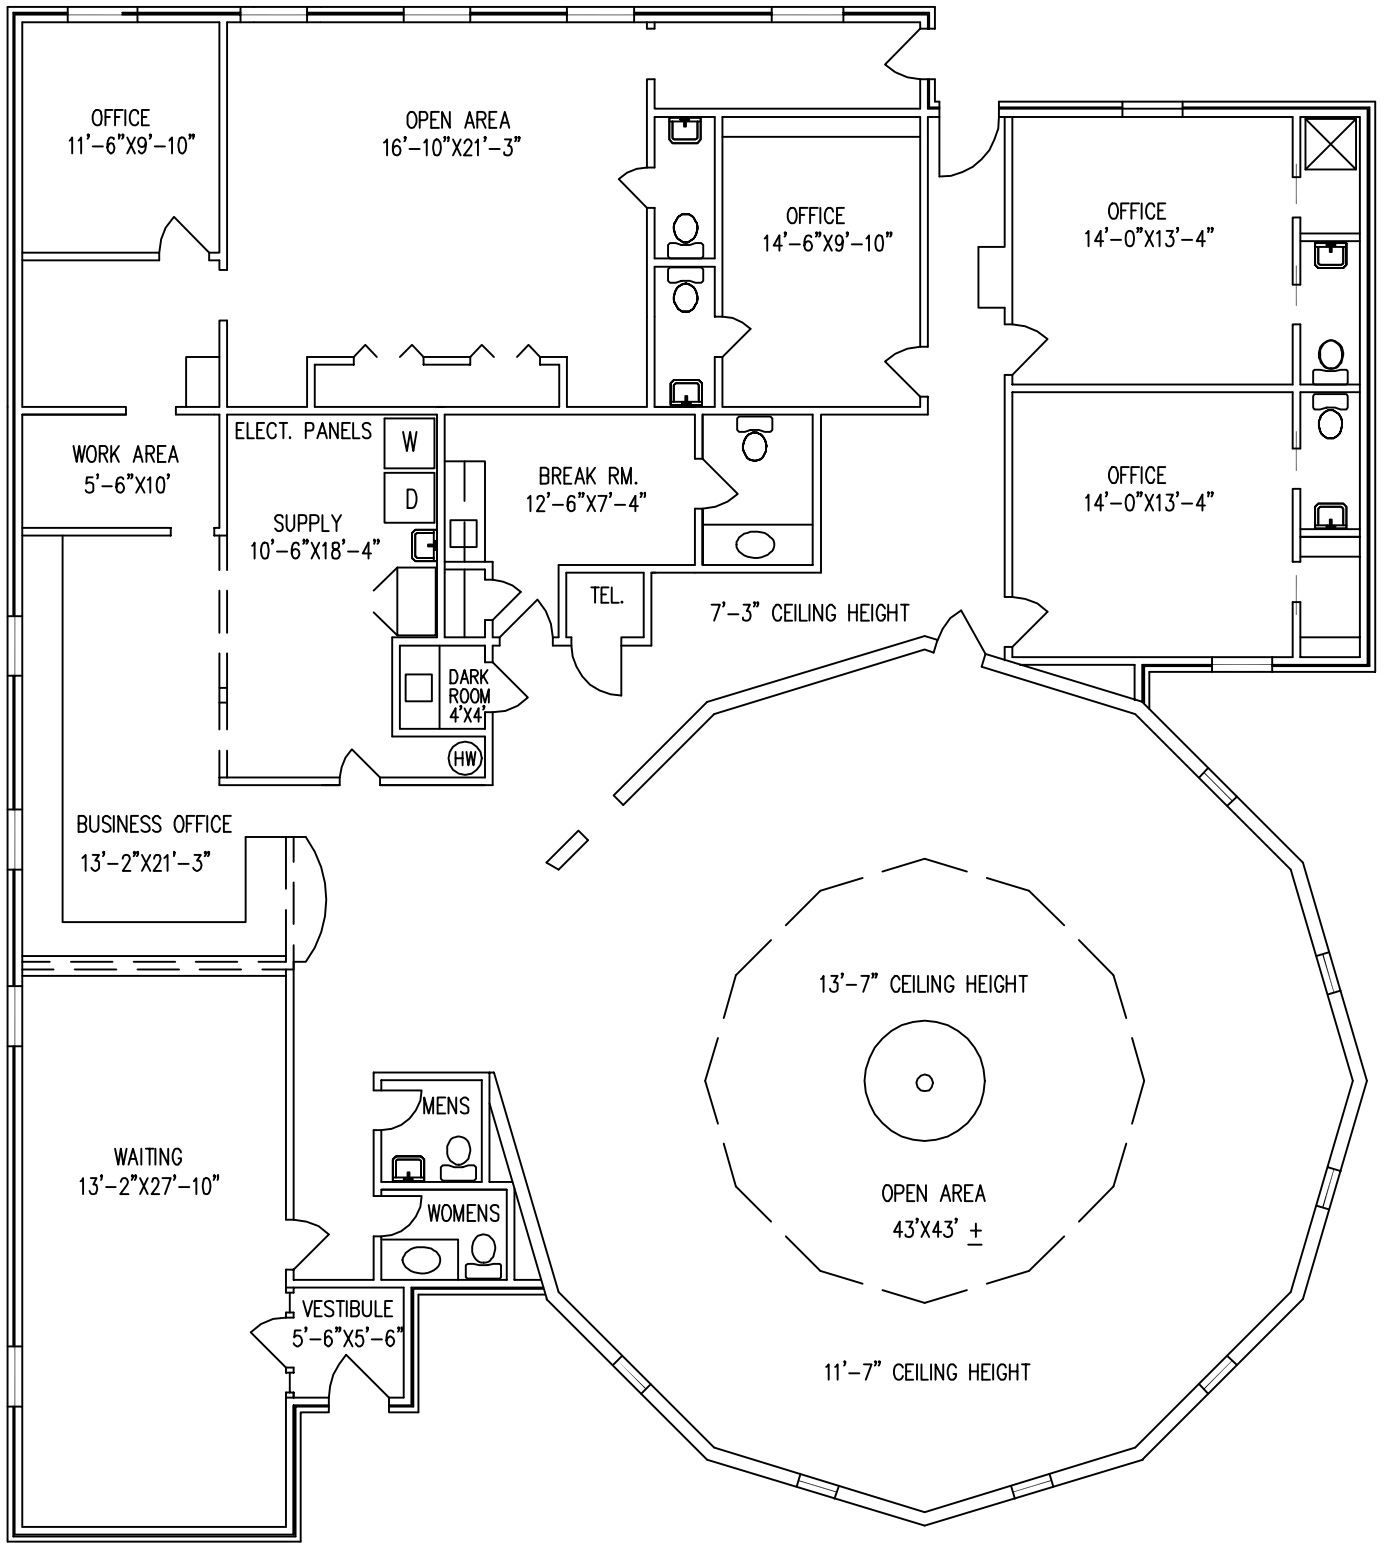 OFFICE
11'-6"X9'-10"
OPEN AREA
16'-10"X21'-3"
OFFICE
14'-6"X9'-10"
OFFICE
14'-0"X13'-4"
ELECT. PANELS
W
WORK AREA
5'-6"X10'
D
BREAK RM.
12'-6"X7'-4"
OFFICE
14'-0"X13'-4"
SUPPLY
10'-6"X18'-4"
TEL.
7'-3" CEILING HEIGHT
DARK
ROOM
4'X4'
HW
BUSINESS OFFICE
13'-2"X21'-3"
13'-7" CEILING HEIGHT
MENS
WAITING
13'-2"X27'-10"
WOMENS
OPEN AREA
43'X43' ±
VESTIBULE
5'-6"X5'-6"
11'-7" CEILING HEIGHT